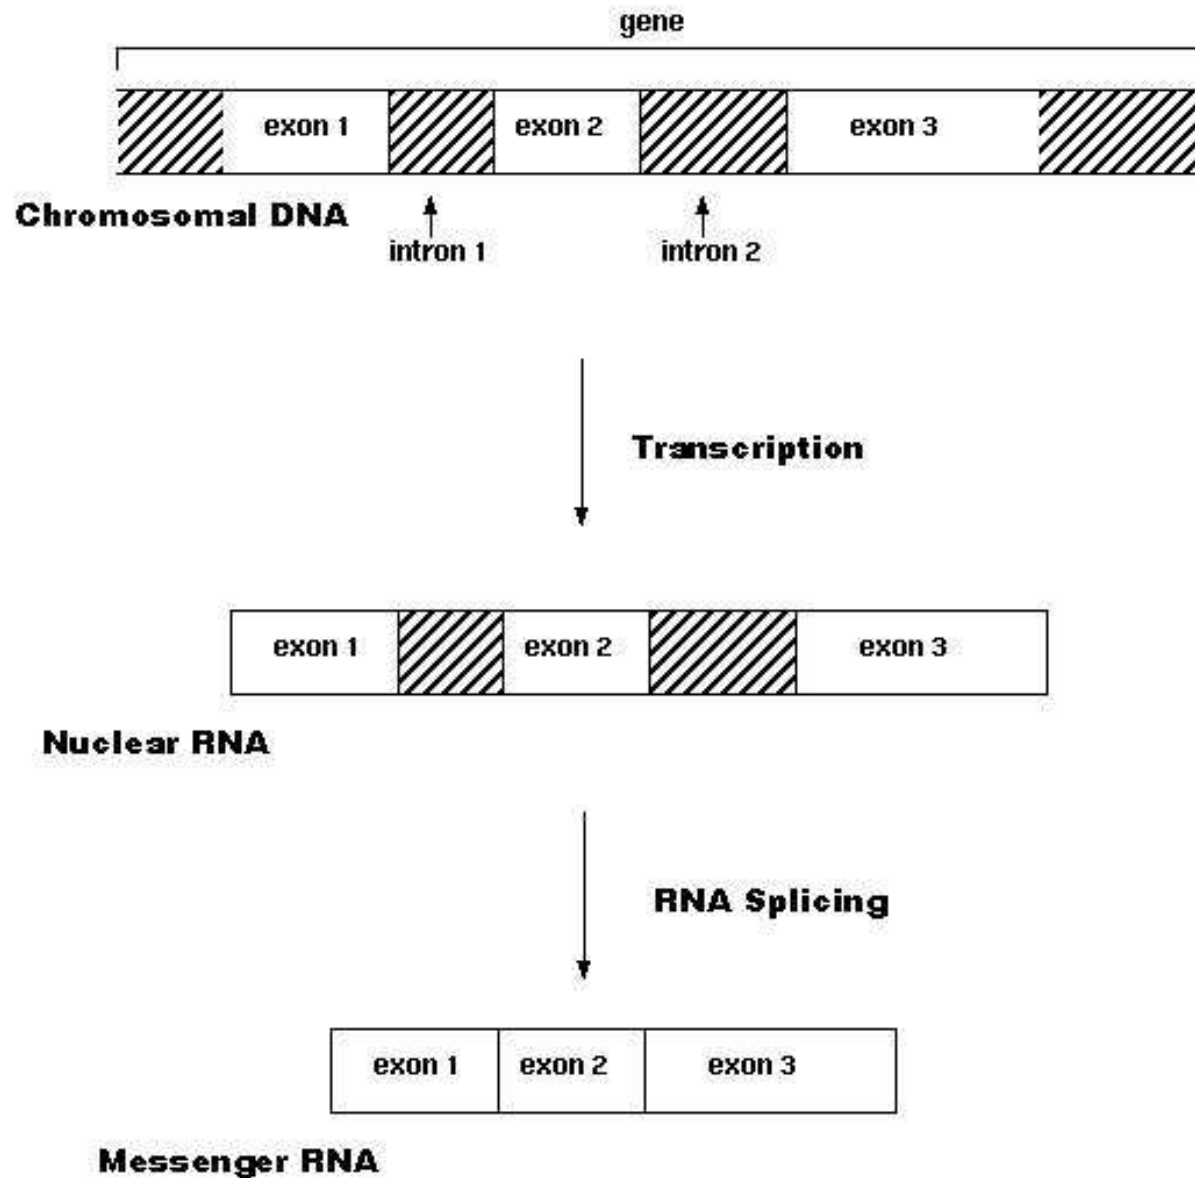 gene
exon 1
exon 2
exon 3
Chromosomal DNA
intron 1
intron 2
Transcription
exon 1
exon 2
exon 3
Nuclear RNA
RNA Splicing
exon 1
exon 2
exon 3
Messenger RNA